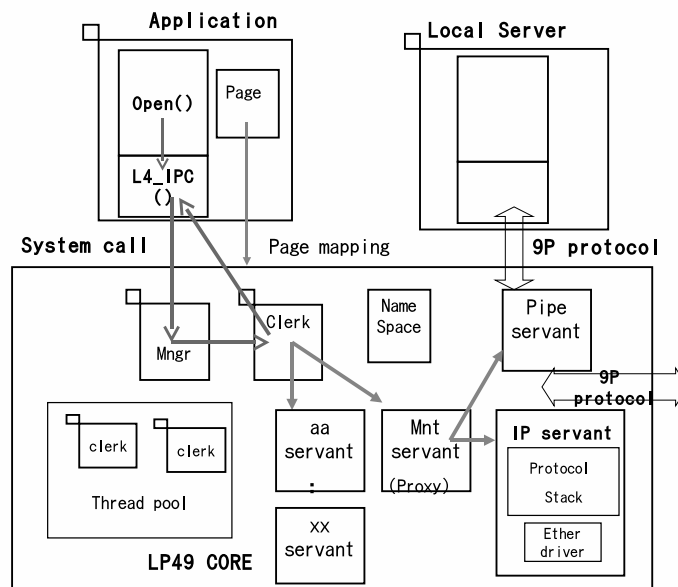 Application
Local Server
Open()
Page
L4_IPC
()
System call
Page mapping
9P protocol
Mngr
Clerk
Name
Space
Pipe
servant
9P
protocol
clerk
clerk
Thread pool
aa
servant
:
xx
servant
Mnt
servant
(Proxy)
IP servant
Protocol
Stack
Ether
driver
LP49 CORE